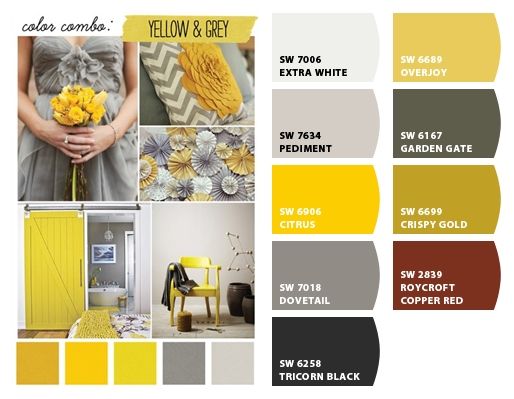 color combo:
YELLOW & GREY
SW 7006
EXTRA WHITE
SW 6689
OVERJOY
SW 7634
PEDIMENT
SW 6167
GARDEN GATE
SW 6906
CITRUS
SW 6699
CRISPY GOLD
SW 7018
DOVETAIL
SW 2839
ROYCROFT
COPPER RED
SW 6258
TRICORN BLACK